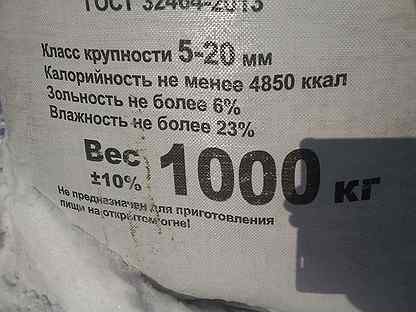 ГОСТ 32464-2013
Класс крупности 5-20 мм
Калорийность не менее 4850 ккал
Зольность не более 6%
Влажность не более 23%
Вес 1000 кг
±10%
Не предназначен для приготовления
пищи на открытом огне!